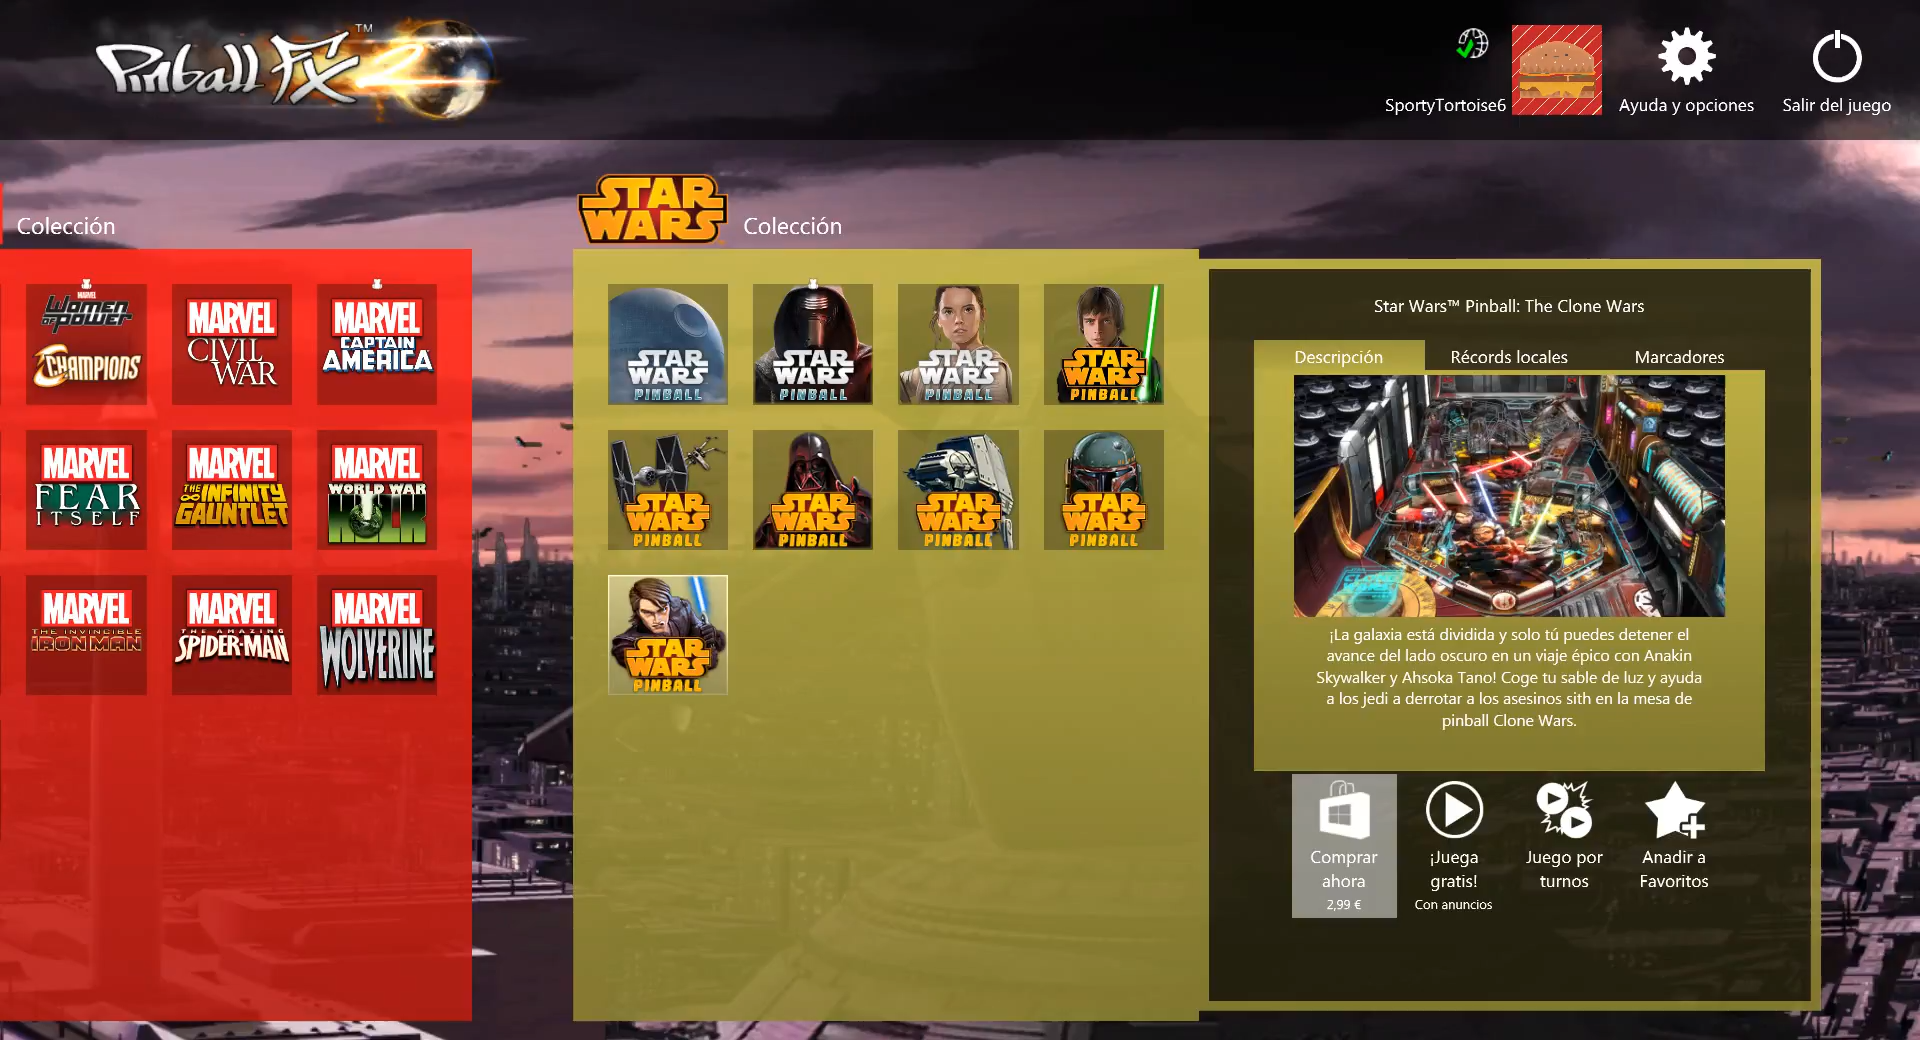 Pinball FX2™
SportyTortoise6
Ayuda y opciones
Salir del juego
Colección
MARVEL
Women
of power
CHAMPIONS
MARVEL
CIVIL
WAR
MARVEL
CAPTAIN
AMERICA
MARVEL
FEAR
ITSELF
MARVEL
THE INFINITY
GAUNTLET
MARVEL
WORLD WAR
HULK
MARVEL
THE INVINCIBLE
IRON MAN
MARVEL
THE AMAZING
SPIDER-MAN
MARVEL
WOLVERINE
STAR
WARS
Colección
STAR
WARS
PINBALL
STAR
WARS
PINBALL
STAR
WARS
PINBALL
STAR
WARS
PINBALL
STAR
WARS
PINBALL
STAR
WARS
PINBALL
STAR
WARS
PINBALL
STAR
WARS
PINBALL
STAR
WARS
PINBALL
Star Wars™ Pinball: The Clone Wars
Descripción
Récords locales
Marcadores
¡La galaxia está dividida y solo tú puedes detener el
avance del lado oscuro en un viaje épico con Anakin
Skywalker y Ahsoka Tano! Coge tu sable de luz y ayuda
a los jedi a derrotar a los asesinos sith en la mesa de
pinball Clone Wars.
Comprar
ahora
2,99 €
¡Juega
gratis!
Con anuncios
Juego por
turnos
Anadir a
Favoritos